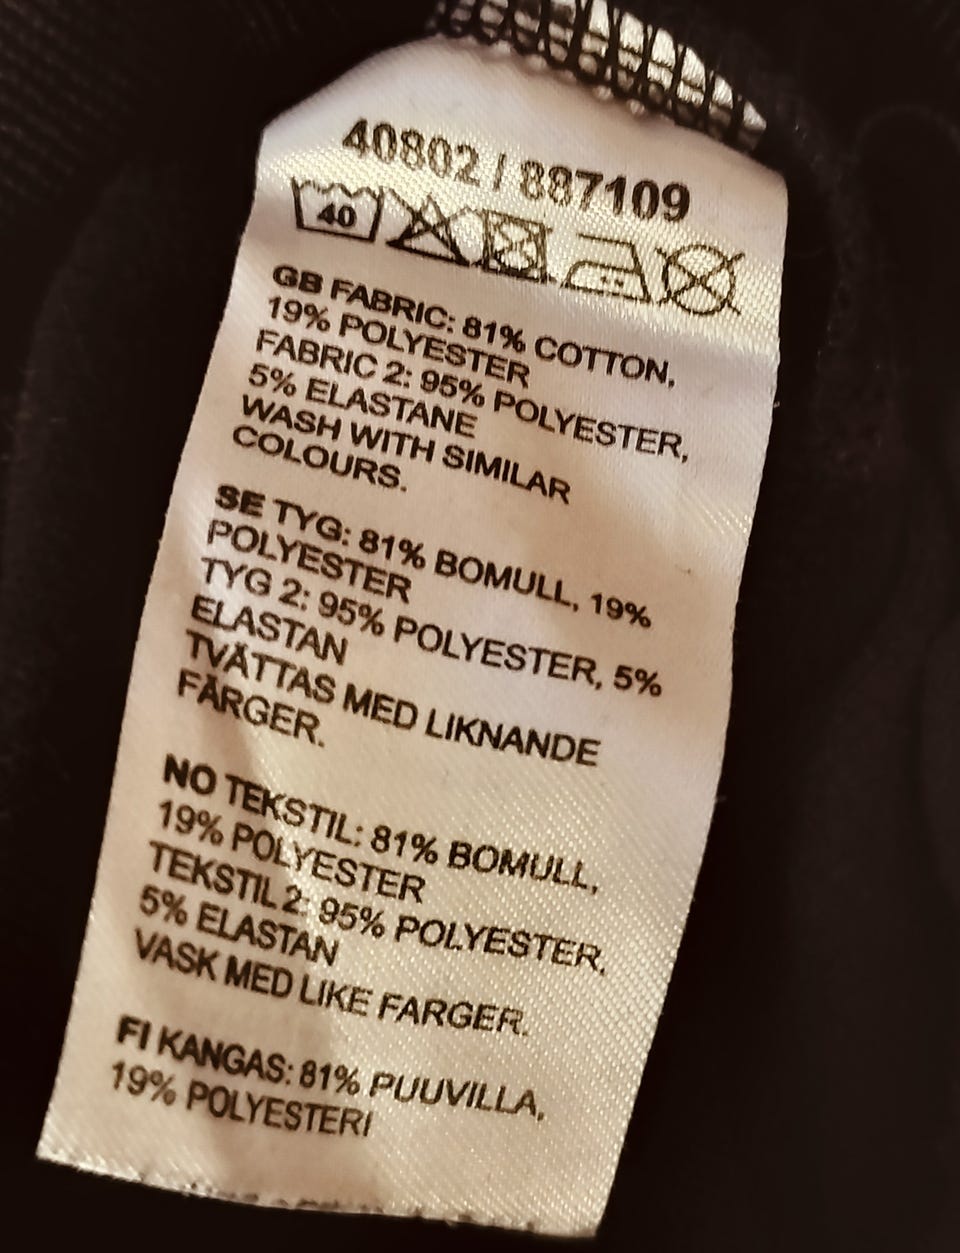 40802 / 887109
40
GB FABRIC: 81% COTTON,
19% POLYESTER
FABRIC 2: 95% POLYESTER,
5% ELASTANE
WASH WITH SIMILAR
COLOURS.
SE TYG: 81% BOMULL, 19%
POLYESTER
TYG 2: 95% POLYESTER, 5%
ELASTAN
TVÄTTAS MED LIKNANDE
FÄRGER.
NO TEKSTIL: 81% BOMULL,
19% POLYESTER
TEKSTIL 2: 95% POLYESTER,
5% ELASTAN
VASK MED LIKE FARGER.
FI KANGAS: 81% PUUVILLA,
19% POLYESTERI